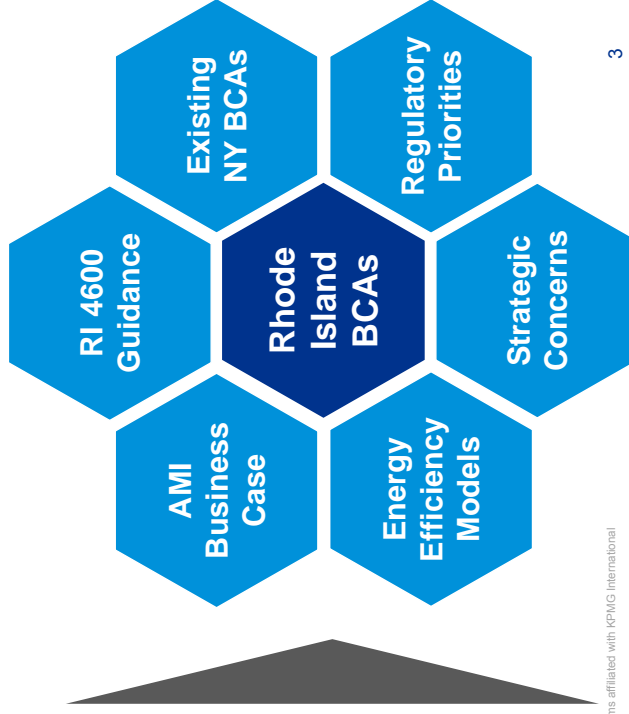 RI 4600
Guidance
AMI
Business
Case
Existing
NY BCAs
Rhode
Island
BCAs
Energy
Efficiency
Models
Regulatory
Priorities
Strategic
Concerns
ms affiliated with KPMG International
3